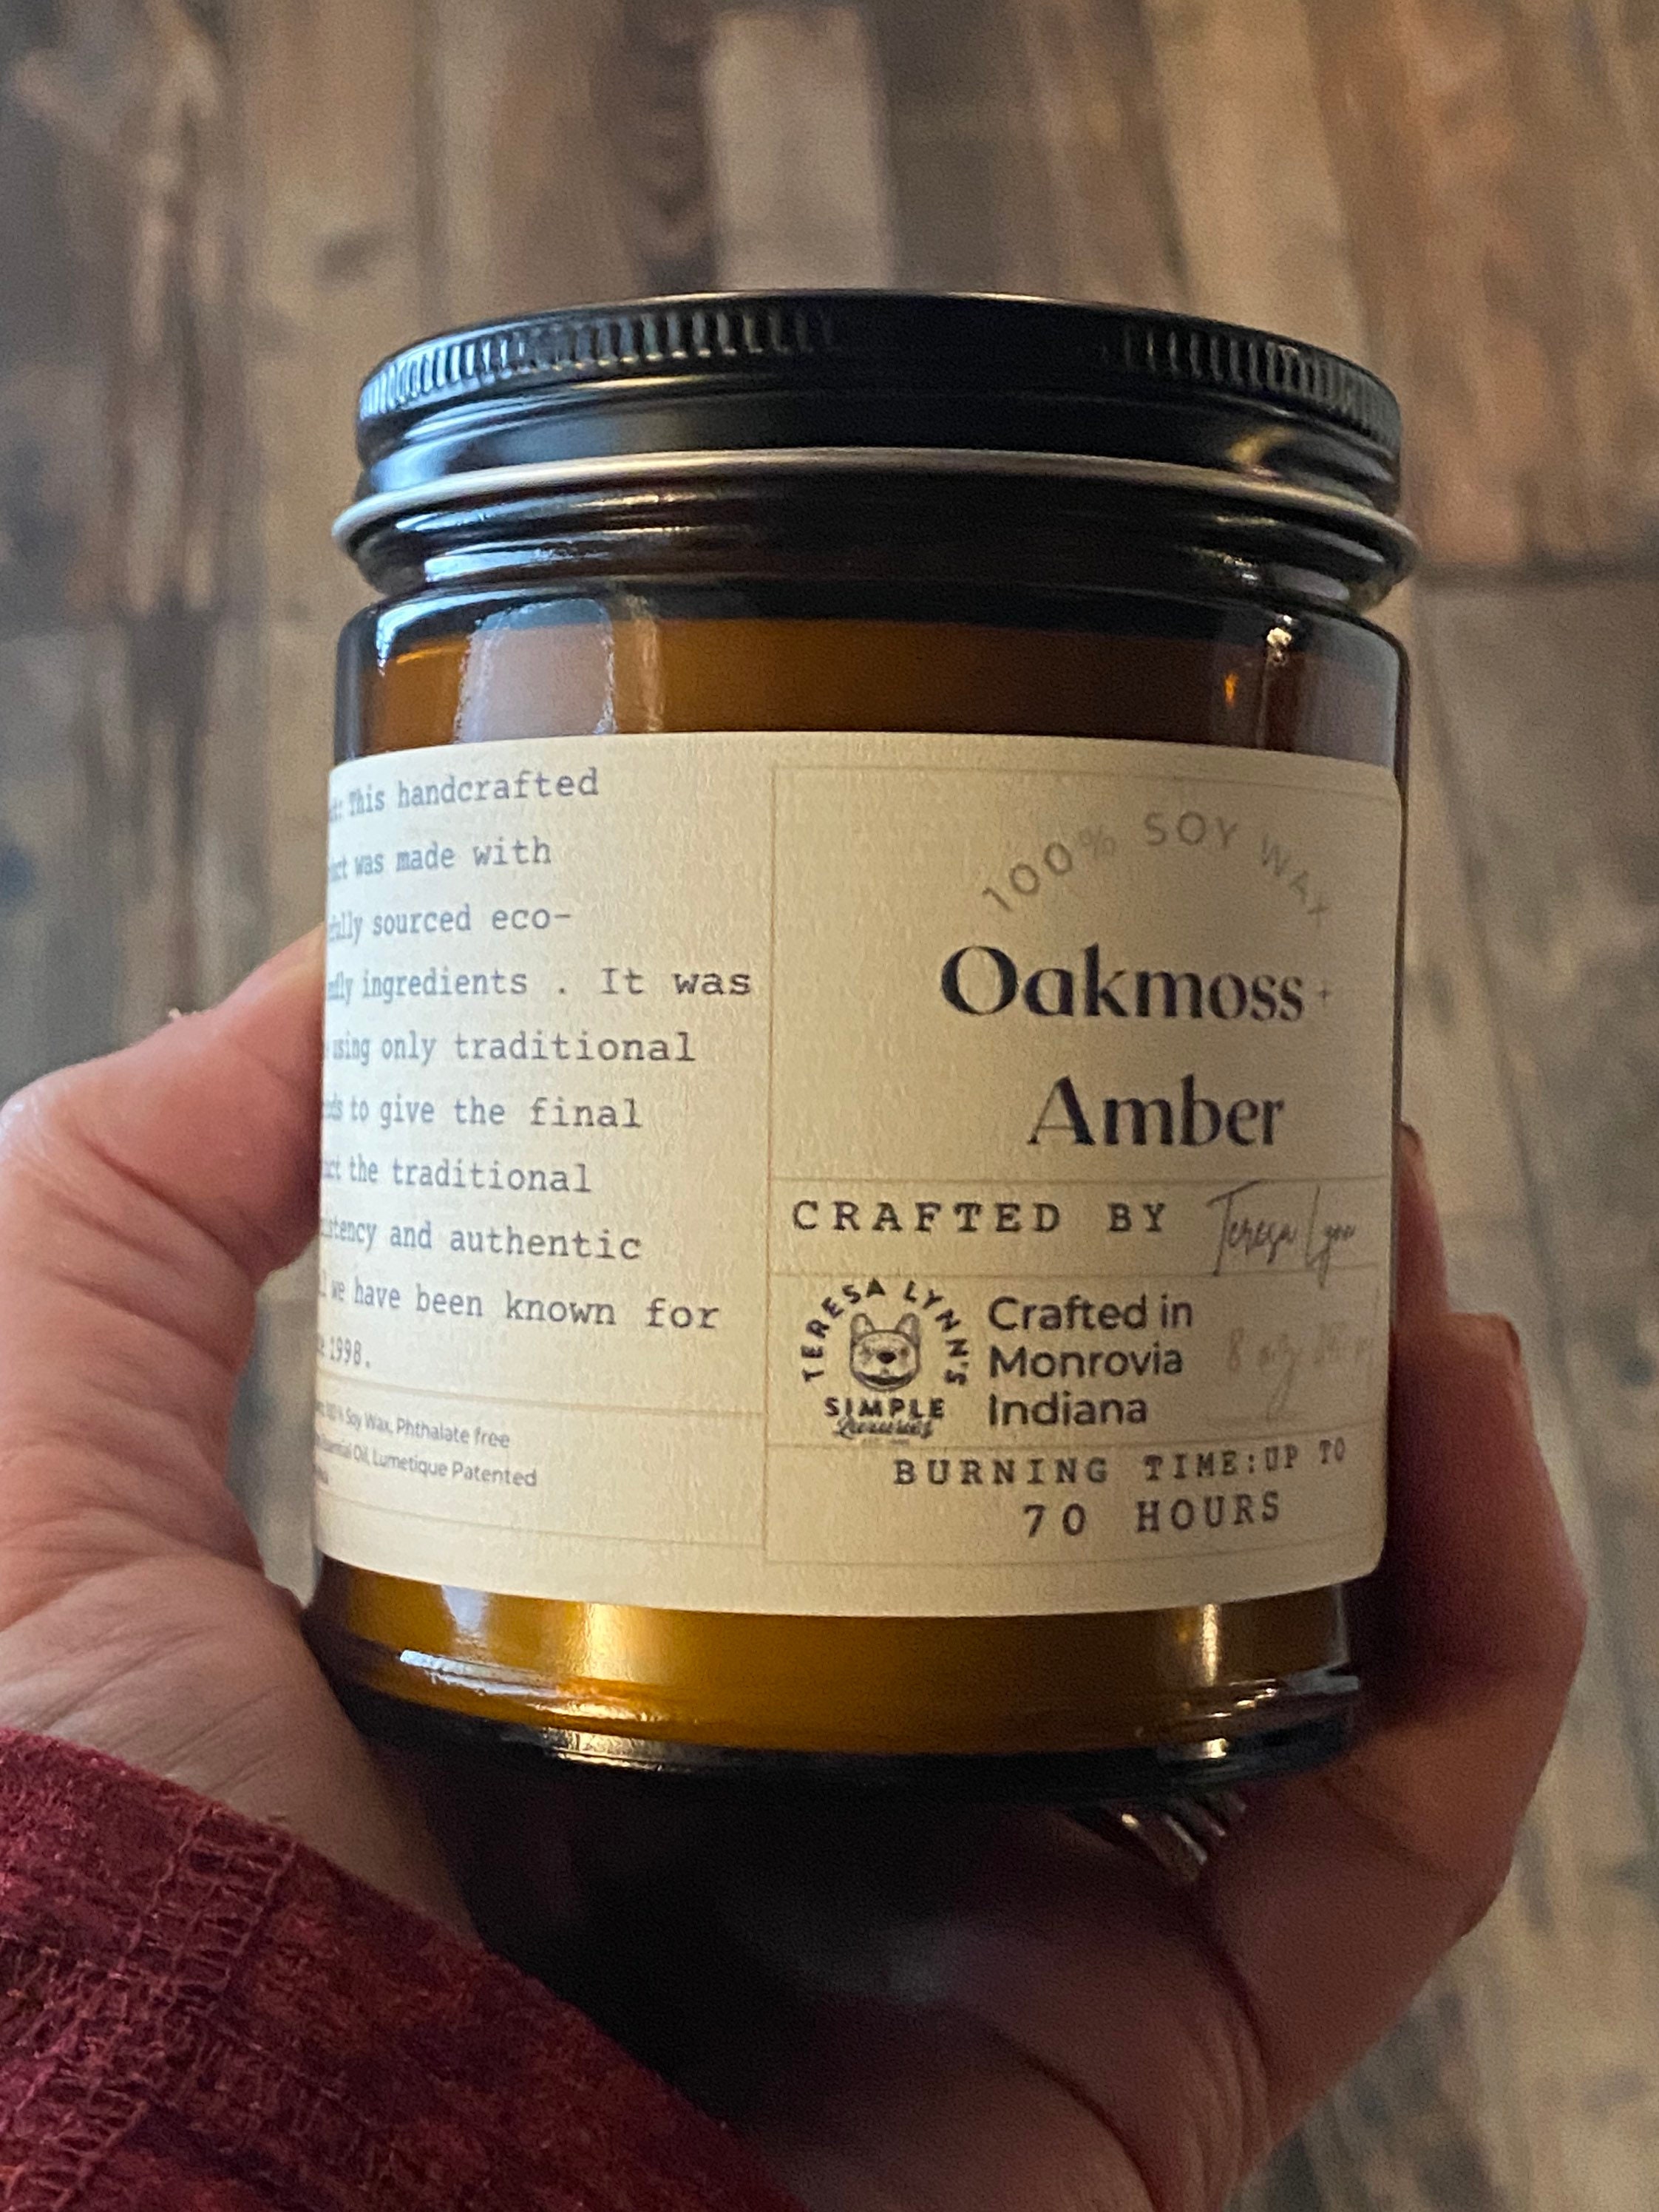 This handcrafted
was made with
sourced eco-
ingredients . It was
using only traditional
to give the final
the traditional
and authentic
we have been known for
1998.
100% Soy Wax, Phthalate free
Essential Oil, Lumetique Patented
100% SOY WAX
Oakmoss +
Amber
CRAFTED BY Teresa Lynn
TERESA LYNN'S
SIMPLE
Crafted in
Monrovia
Indiana
8 oz
BURNING TIME:UP TO
70 HOURS